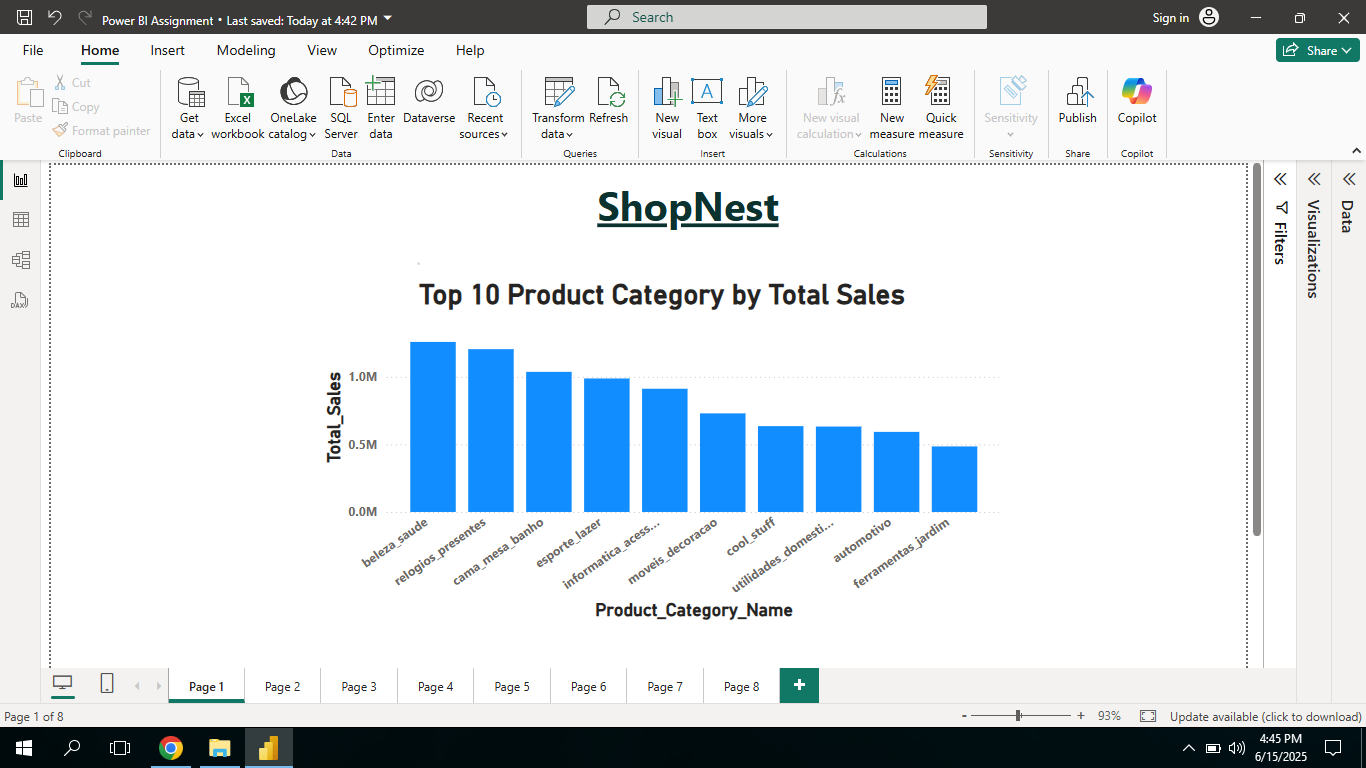 Power BI Assignment • Last saved: Today at 4:42 PM
Search
Sign in
File Home Insert Modeling View Optimize Help
Share
Paste
Cut
Copy
Format painter
Clipboard
Get data
Excel workbook
OneLake catalog
SQL Server
Enter data
Dataverse
Recent sources
Data
Transform data
Refresh
Queries
New visual
Text box
More visuals
Insert
New visual calculation
New measure
Quick measure
Calculations
Sensitivity
Sensitivity
Publish
Share
Copilot
Copilot
DAX
ShopNest
Top 10 Product Category by Total Sales
Total_Sales
1.0M
0.5M
0.0M
beleza_saude
relogios_presentes
cama_mesa_banho
esporte_lazer
informatica_acess...
moveis_decoracao
cool_stuff
utilidades_domesti...
automotivo
ferramentas_jardim
Product_Category_Name
Filters
Visualizations
Data
Page 1 Page 2 Page 3 Page 4 Page 5 Page 6 Page 7 Page 8 +
Page 1 of 8
- + 93%
Update available (click to download)
4:45 PM
6/15/2025